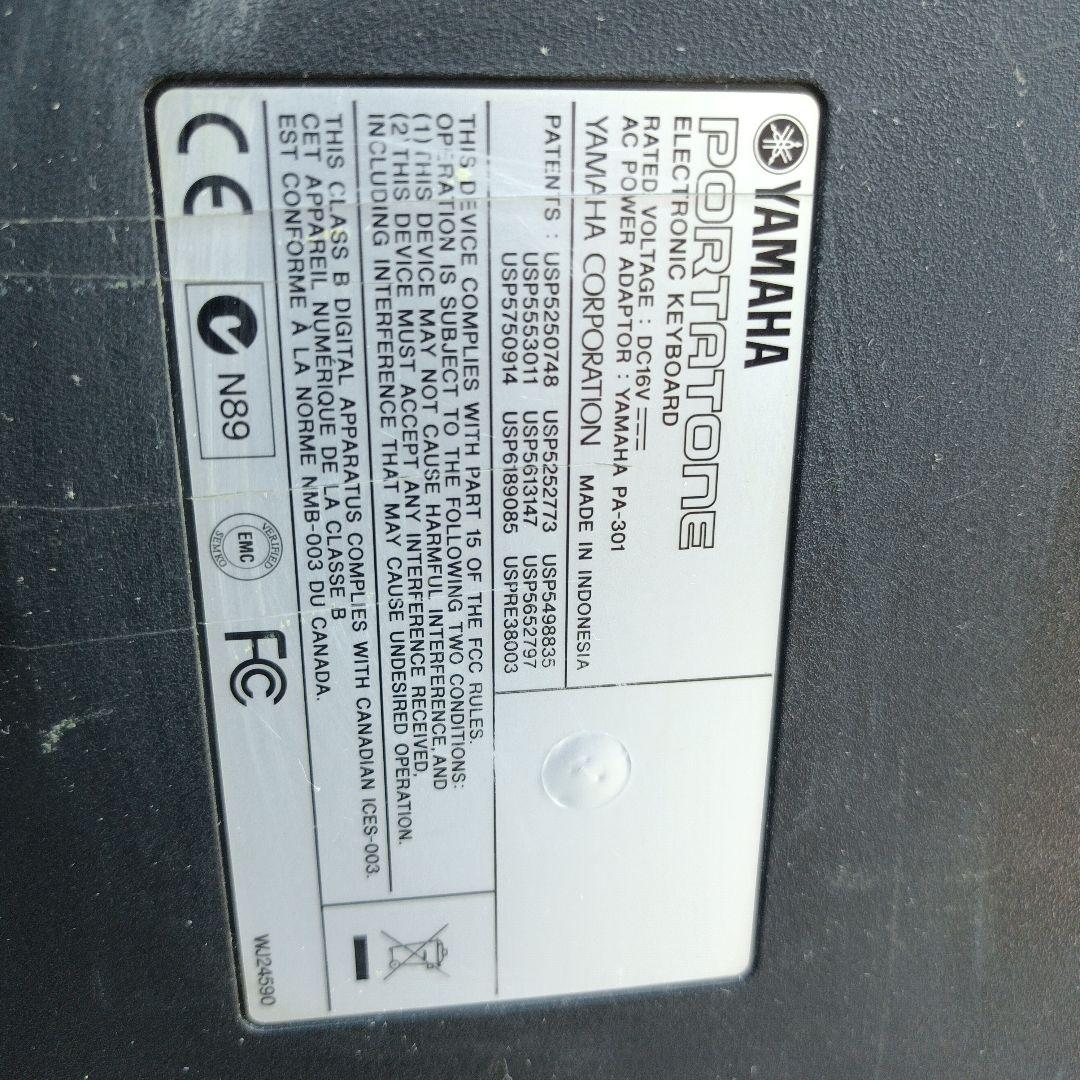 YAMAHA
PORTATONE
ELECTRONIC KEYBOARD
RATED VOLTAGE : DC16V
AC POWER ADAPTOR : YAMAHA PA-301
YAMAHA CORPORATION MADE IN INDONESIA
PATENTS : USP5250748 USP5252773 USP5498835
USP5553011 USP5613147 USP5652797
USP5750914 USP6189085 USPRE38003
THIS DEVICE COMPLIES WITH PART 15 OF THE FCC RULES.
OPERATION IS SUBJECT TO THE FOLLOWING TWO CONDITIONS:
(1) THIS DEVICE MAY NOT CAUSE HARMFUL INTERFERENCE, AND
(2) THIS DEVICE MUST ACCEPT ANY INTERFERENCE RECEIVED,
INCLUDING INTERFERENCE THAT MAY CAUSE UNDESIRED OPERATION.
THIS CLASS B DIGITAL APPARATUS COMPLIES WITH CANADIAN ICES-003.
CET APPAREIL NUMÉRIQUE DE LA CLASSE B
EST CONFORME À LA NORME NMB-003 DU CANADA.
CE
N89
VERIFIED
EMC
SEMKO
FC
WJ24590